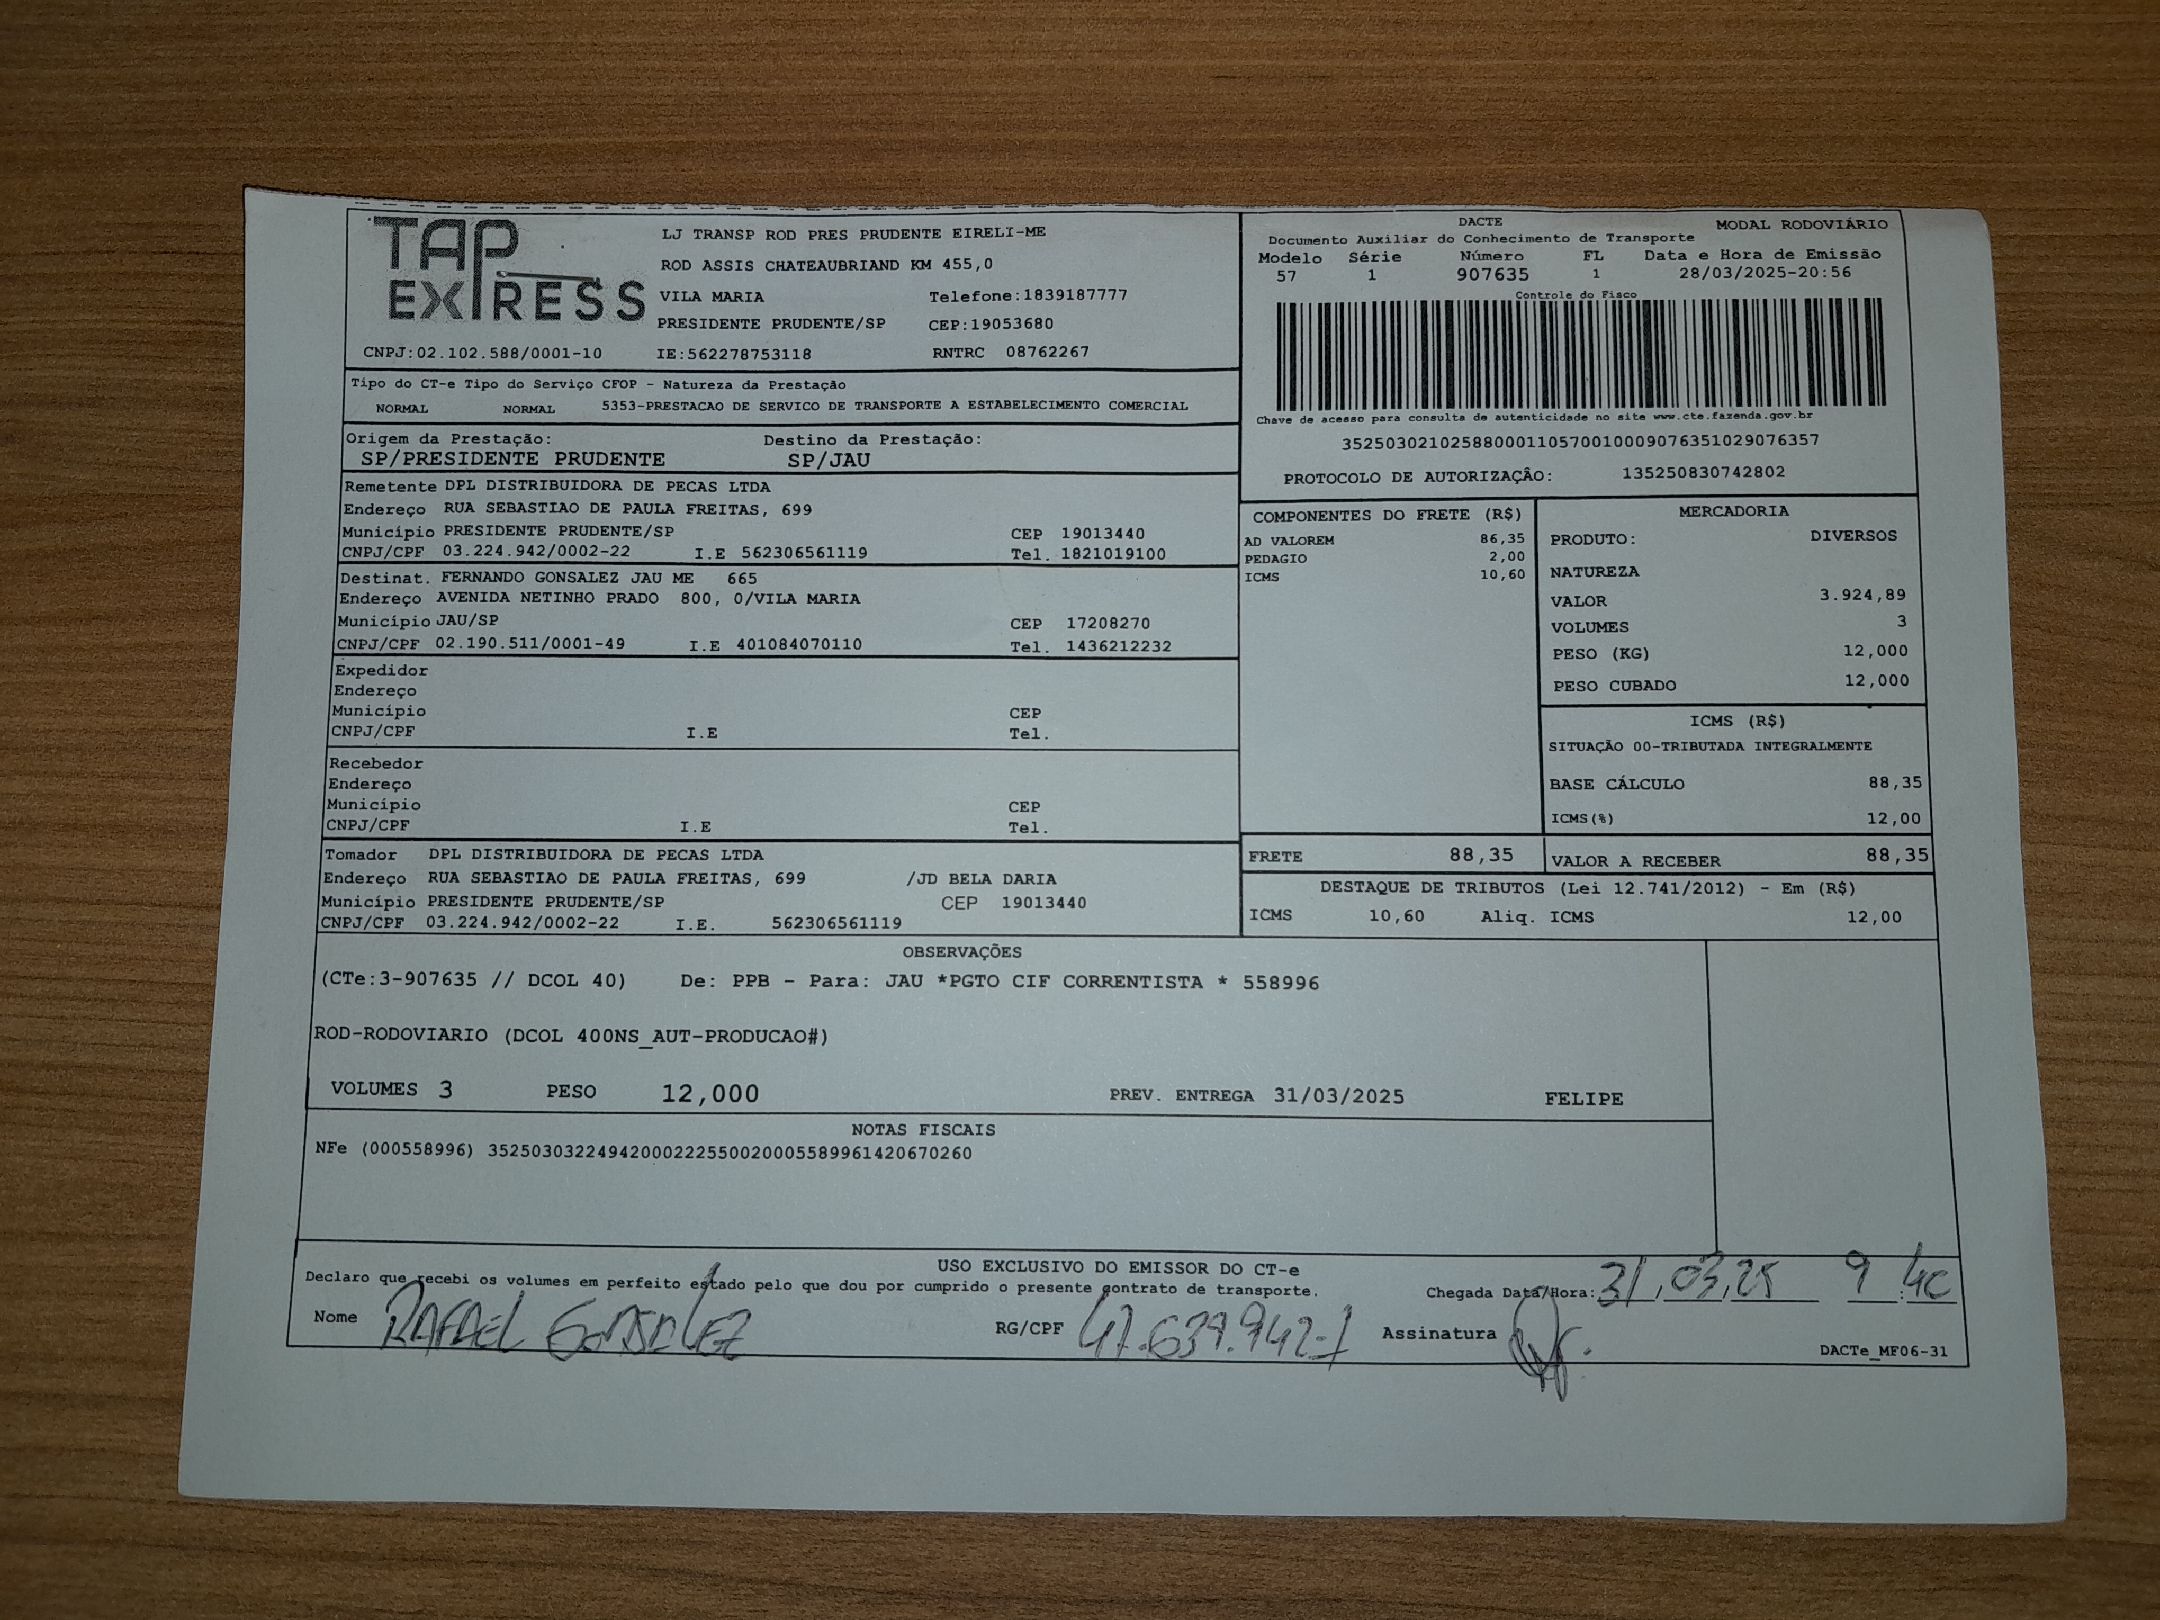 TAP
EXPRESS
LJ TRANSP ROD PRES PRUDENTE EIRELI-ME
ROD ASSIS CHATEAUBRIAND KM 455,0
VILA MARIA Telefone:1839187777
PRESIDENTE PRUDENTE/SP CEP:19053680
CNPJ:02.102.588/0001-10 IE:562278753118 RNTRC 08762267
DACTE MODAL RODOVIÁRIO
Documento Auxiliar do Conhecimento de Transporte
Modelo Série Número FL Data e Hora de Emissão
57 1 907635 1 28/03/2025-20:56
Controle do Fisco
Chave de acesso para consulta de autenticidade no site www.cte.fazenda.gov.br
35250302102588000110570010009076351029076357
PROTOCOLO DE AUTORIZAÇÂO: 135250830742802
Tipo do CT-e Tipo do Serviço CFOP - Natureza da Prestação
NORMAL NORMAL 5353-PRESTACAO DE SERVICO DE TRANSPORTE A ESTABELECIMENTO COMERCIAL
Origem da Prestação: Destino da Prestação:
SP/PRESIDENTE PRUDENTE SP/JAU
Remetente DPL DISTRIBUIDORA DE PECAS LTDA
Endereço RUA SEBASTIAO DE PAULA FREITAS, 699
Município PRESIDENTE PRUDENTE/SP CEP 19013440
CNPJ/CPF 03.224.942/0002-22 I.E 562306561119 Tel. 1821019100
Destinat. FERNANDO GONSALEZ JAU ME 665
Endereço AVENIDA NETINHO PRADO 800, 0/VILA MARIA
Município JAU/SP CEP 17208270
CNPJ/CPF 02.190.511/0001-49 I.E 401084070110 Tel. 1436212232
Expedidor
Endereço
Município CEP
CNPJ/CPF I.E Tel.
Recebedor
Endereço
Município CEP
CNPJ/CPF I.E Tel.
Tomador DPL DISTRIBUIDORA DE PECAS LTDA
Endereço RUA SEBASTIAO DE PAULA FREITAS, 699 /JD BELA DARIA
Município PRESIDENTE PRUDENTE/SP CEP 19013440
CNPJ/CPF 03.224.942/0002-22 I.E. 562306561119
COMPONENTES DO FRETE (R$)
AD VALOREM 86,35
PEDAGIO 2,00
ICMS 10,60
MERCADORIA
PRODUTO: DIVERSOS
NATUREZA
VALOR 3.924,89
VOLUMES 3
PESO (KG) 12,000
PESO CUBADO 12,000
ICMS (R$)
SITUAÇÃO 00-TRIBUTADA INTEGRALMENTE
BASE CÁLCULO 88,35
ICMS(%) 12,00
FRETE 88,35 VALOR A RECEBER 88,35
DESTAQUE DE TRIBUTOS (Lei 12.741/2012) - Em (R$)
ICMS 10,60 Aliq. ICMS 12,00
OBSERVAÇÕES
(CTe:3-907635 // DCOL 40) De: PPB - Para: JAU *PGTO CIF CORRENTISTA * 558996
ROD-RODOVIARIO (DCOL 400NS_AUT-PRODUCAO#)
VOLUMES 3 PESO 12,000 PREV. ENTREGA 31/03/2025 FELIPE
NOTAS FISCAIS
NFe (000558996) 35250303224942000222550020005589961420670260
USO EXCLUSIVO DO EMISSOR DO CT-e
Declaro que recebi os volumes em perfeito estado pelo que dou por cumprido o presente contrato de transporte. Chegada Data/Hora: 31,03,25 9:40
Nome RAFAEL GONSALEZ RG/CPF 47.639.942-1 Assinatura
DACTe_MF06-31